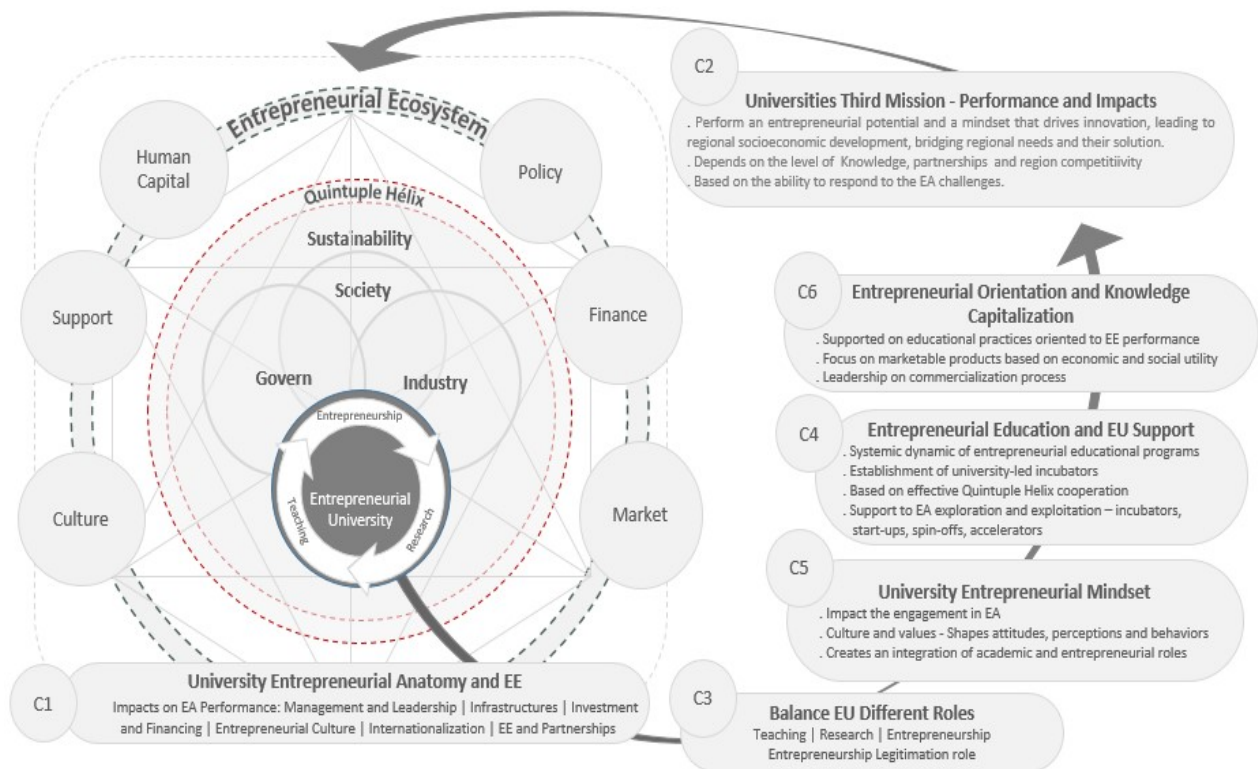 Entrepreneurial Ecosystem
Human
Capital
Policy
Support
Finance
Culture
Market
Quintuple Hélix
Sustainability
Society
Govern
Industry
Entrepreneurship
Teaching
Research
Entrepreneurial
University
C1
University Entrepreneurial Anatomy and EE
Impacts on EA Performance: Management and Leadership | Infrastructures | Investment
and Financing | Entrepreneurial Culture | Internationalization | EE and Partnerships
C2
Universities Third Mission - Performance and Impacts
. Perform an entrepreneurial potential and a mindset that drives innovation, leading to
regional socioeconomic development, bridging regional needs and their solution.
. Depends on the level of Knowledge, partnerships and region competitiivity
. Based on the ability to respond to the EA challenges.
C6
Entrepreneurial Orientation and Knowledge
Capitalization
. Supported on educational practices oriented to EE performance
. Focus on marketable products based on economic and social utility
. Leadership on commercialization process
C4
Entrepreneurial Education and EU Support
. Systemic dynamic of entrepreneurial educational programs
. Establishment of university-led incubators
. Based on effective Quintuple Helix cooperation
. Support to EA exploration and exploitation – incubators,
start-ups, spin-offs, accelerators
C5
University Entrepreneurial Mindset
. Impact the engagement in EA
. Culture and values - Shapes attitudes, perceptions and behaviors
. Creates an integration of academic and entrepreneurial roles
C3
Balance EU Different Roles
Teaching | Research | Entrepreneurship
Entrepreneurship Legitimation role